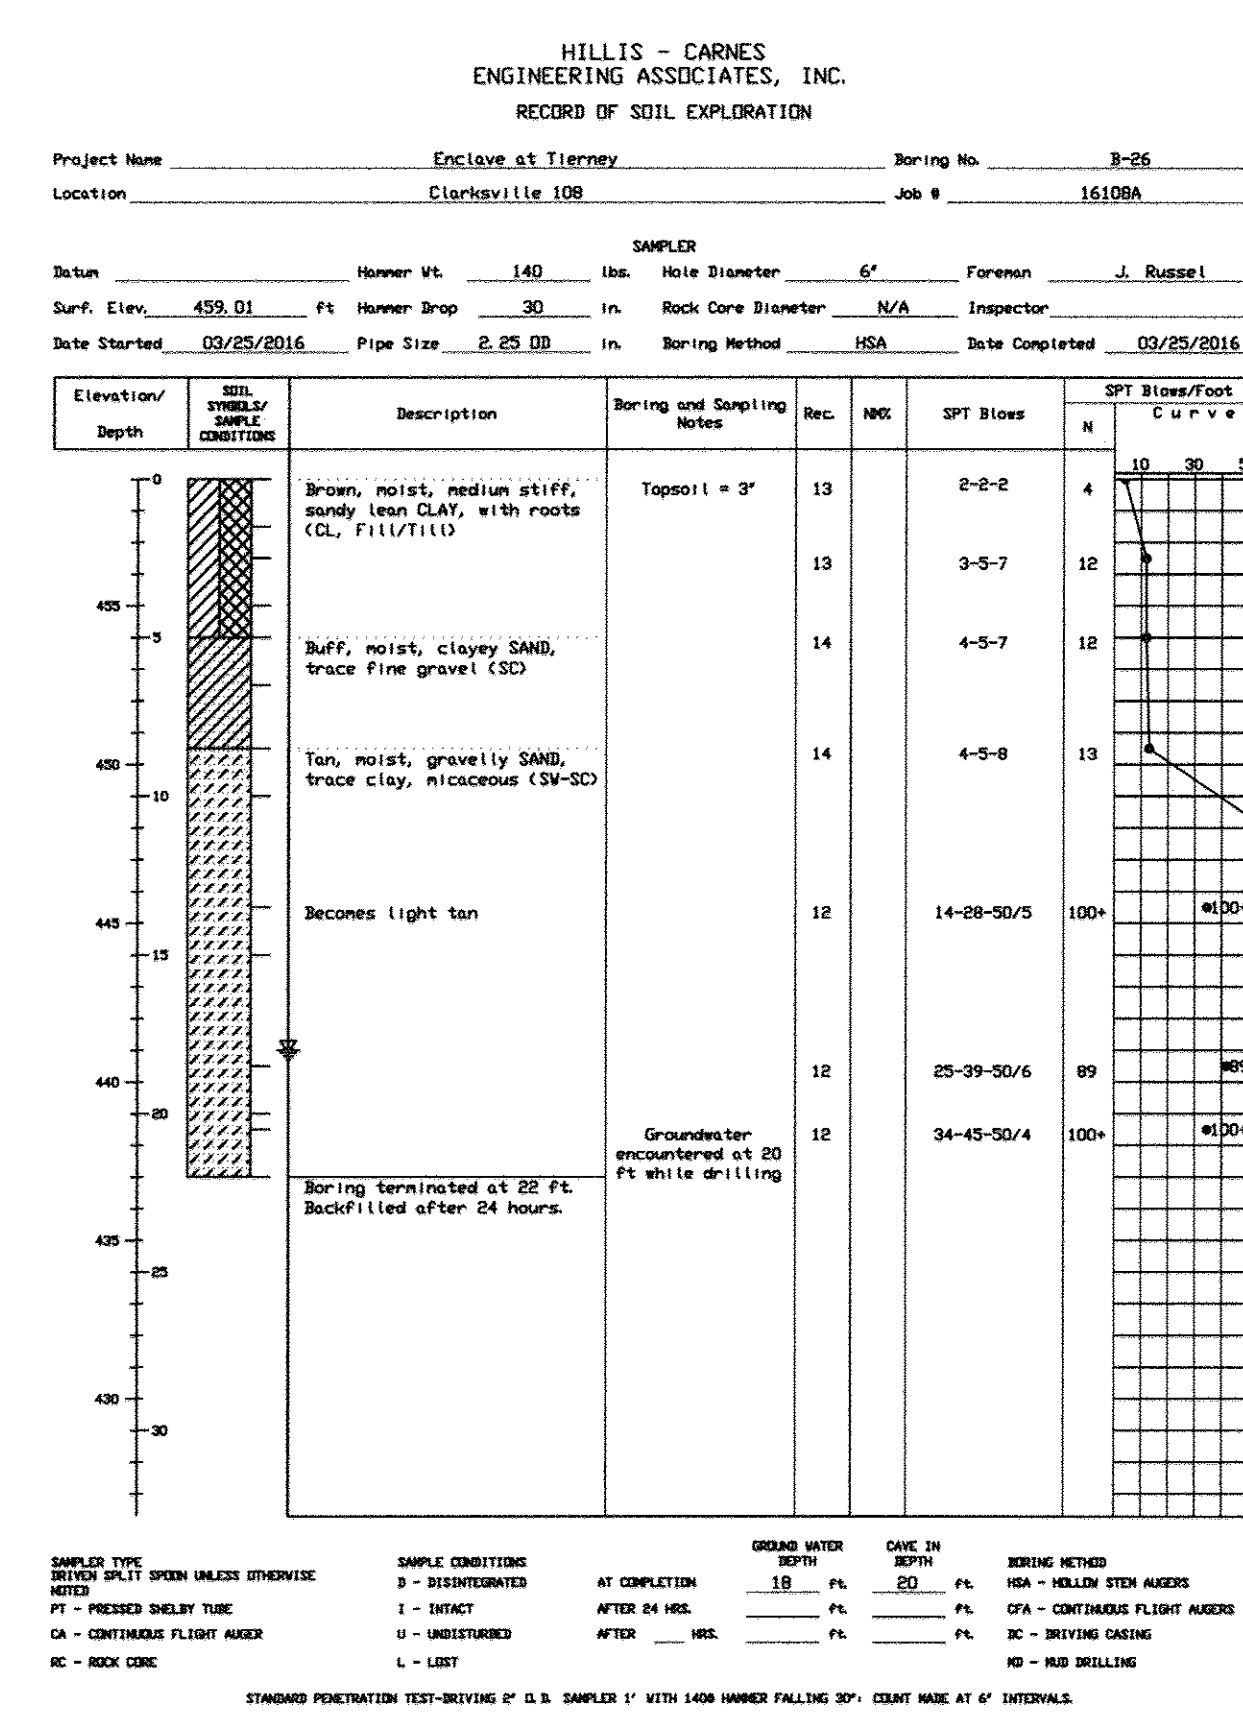 HILLIS - CARNES
ENGINEERING ASSOCIATES, INC.
RECORD OF SOIL EXPLORATION
Project Name Enclave at Tierney Boring No. B-26
Location Clarksville 108 Job # 16108A
SAMPLER
Datum Hammer Wt. 140 lbs. Hole Diameter 6" Foreman J. Russel
Surf. Elev. 459.01 ft Hammer Drop 30 in. Rock Core Diameter N/A Inspector
Date Started 03/25/2016 Pipe Size 2.25 OD in. Boring Method HSA Date Completed 03/25/2016
Elevation/
Depth
SOIL
SYMBOLS/
SAMPLE
CONDITIONS
Description
Boring and Sampling
Notes
Rec.
NM%
SPT Blows
SPT Blows/Foot
N
Curve
10 30
0
Brown, moist, medium stiff,
sandy lean CLAY, with roots
(CL, Fill/Till)
Topsoil = 3"
13 2-2-2 4
13 3-5-7 12
455
5
Buff, moist, clayey SAND,
trace fine gravel (SC)
14 4-5-7 12
450
Tan, moist, gravelly SAND,
trace clay, micaceous (SW-SC)
14 4-5-8 13
10
Becomes light tan 12 14-28-50/5 100+ 100+
445
15
440 12 25-39-50/6 89 89
20
Groundwater
encountered at 20
ft while drilling
12 34-45-50/4 100+ 100+
Boring terminated at 22 ft.
Backfilled after 24 hours.
435
25
430
30
SAMPLER TYPE
DRIVEN SPLIT SPOON UNLESS OTHERWISE
NOTED
PT - PRESSED SHELBY TUBE
CA - CONTINUOUS FLIGHT AUGER
RC - ROCK CORE
SAMPLE CONDITIONS
D - DISINTEGRATED
I - INTACT
U - UNDISTURBED
L - LOST
GROUND WATER
DEPTH
CAVE IN
DEPTH
AT COMPLETION 18 ft. 20 ft.
AFTER 24 HRS. ft. ft.
AFTER HRS. ft. ft.
BORING METHOD
HSA - HOLLOW STEM AUGERS
CFA - CONTINUOUS FLIGHT AUGERS
DC - DRIVING CASING
MD - MUD DRILLING
STANDARD PENETRATION TEST-DRIVING 2" O.D. SAMPLER 1' WITH 140# HAMMER FALLING 30": COUNT MADE AT 6" INTERVALS.